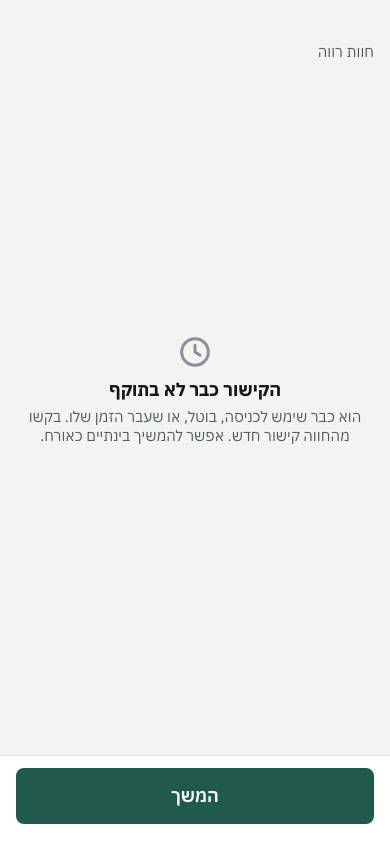 חוות רווה
הקישור כבר לא בתוקף
הוא כבר שימש לכניסה, בוטל, או שעבר הזמן שלו. בקשו
מהחווה קישור חדש. אפשר להמשיך בינתיים כאורח.
המשך